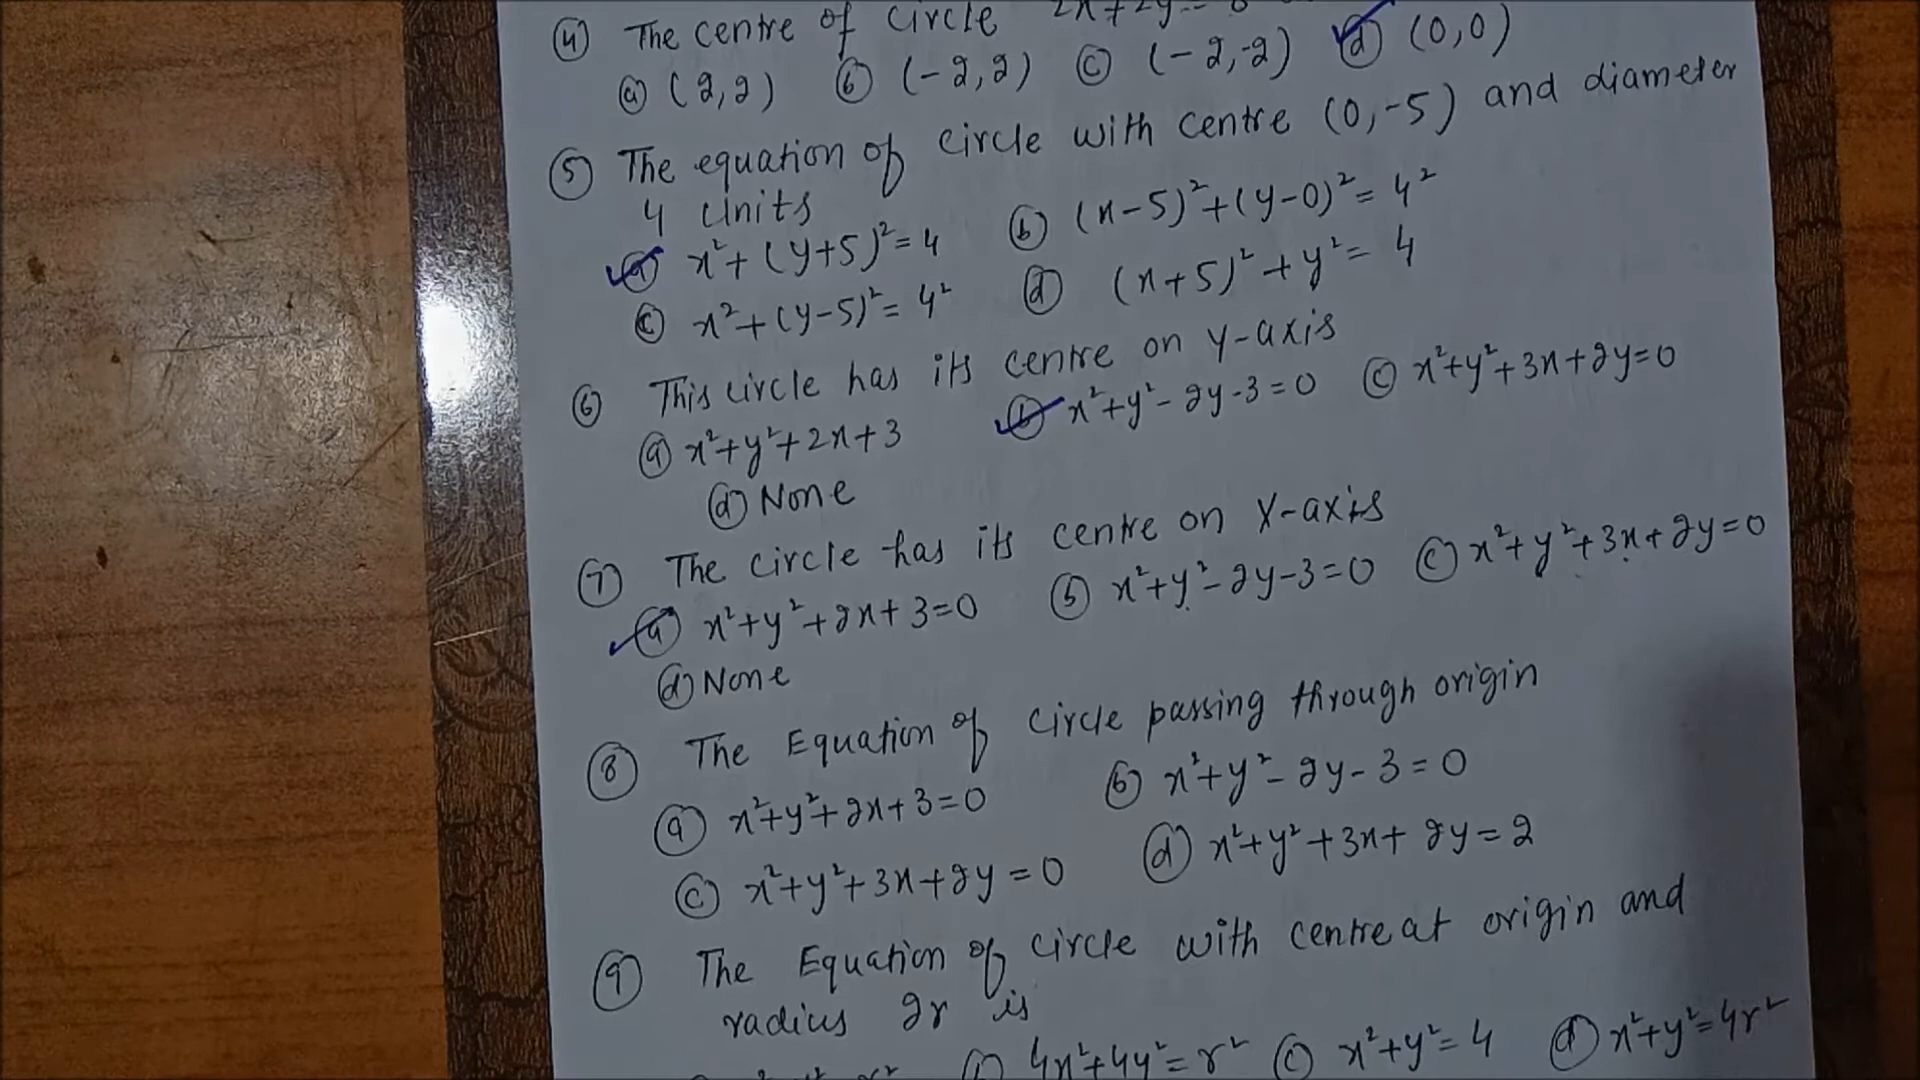 ④ The centre of circle
ⓐ (2,2) ⓑ (-2,2) ⓒ (-2,-2) ⓓ (0,0)
⑤ The equation of circle with centre (0,-5) and diameter
4 units
ⓐ x²+(y+5)²=4 ⓑ (x-5)²+(y-0)²=4²
ⓒ x²+(y-5)²=4² ⓓ (x+5)²+y²=4
⑥ This circle has its centre on y-axis
ⓐ x²+y²+2x+3 ⓑ x²+y²-2y-3=0 ⓒ x²+y²+3x+2y=0
ⓓ None
⑦ The circle has its centre on X-axis
ⓐ x²+y²+2x+3=0 ⓑ x²+y²-2y-3=0 ⓒ x²+y²+3x+2y=0
ⓓ None
⑧ The Equation of circle passing through origin
ⓐ x²+y²+2x+3=0 ⓑ x²+y²-2y-3=0
ⓒ x²+y²+3x+2y=0 ⓓ x²+y²+3x+2y=2
⑨ The Equation of circle with centre at origin and
radius 2r is
4x²+4y²=r² ⓒ x²+y²=4 ⓓ x²+y²=4r²